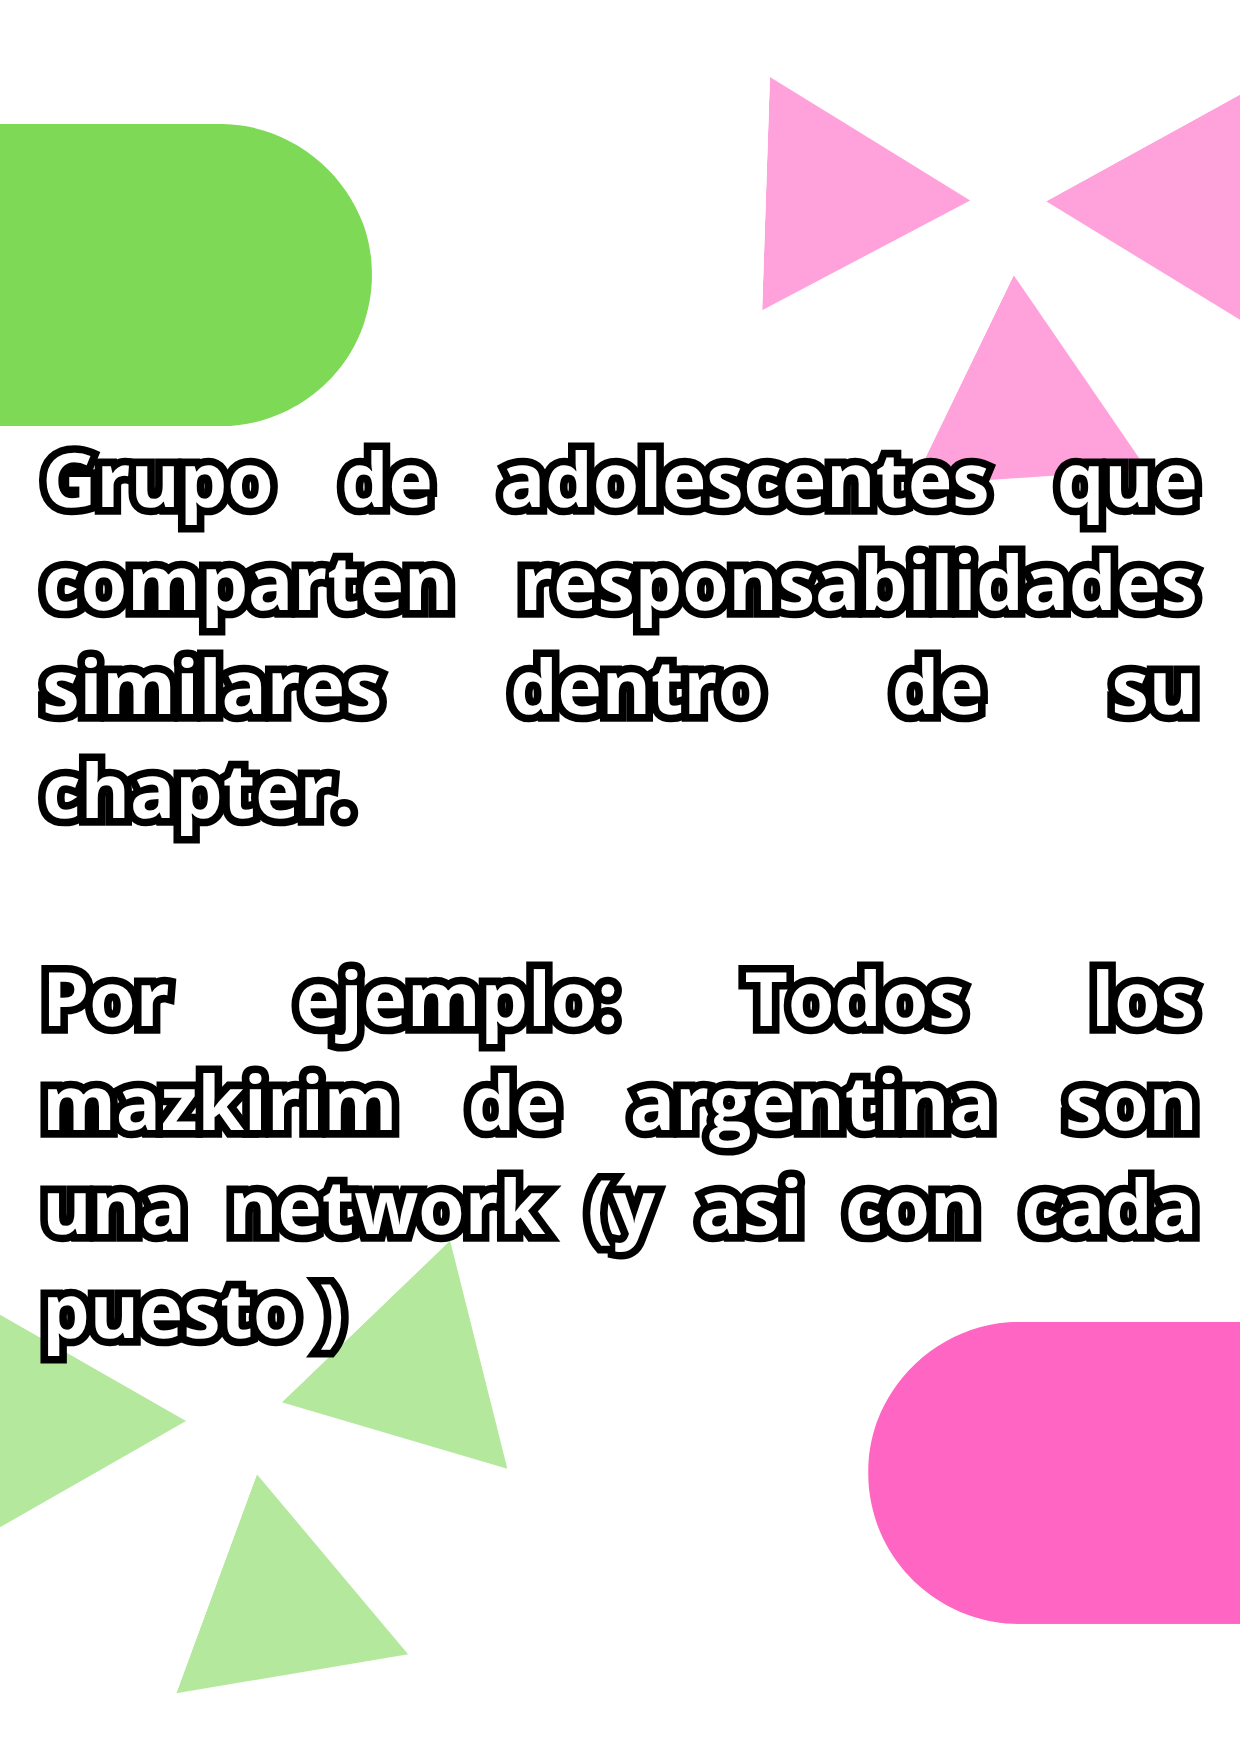 Grupo de adolescentes que
comparten responsabilidades
similares dentro de su
chapter.
Por ejemplo: Todos los
mazkirim de argentina son
una network (y asi con cada
puesto)